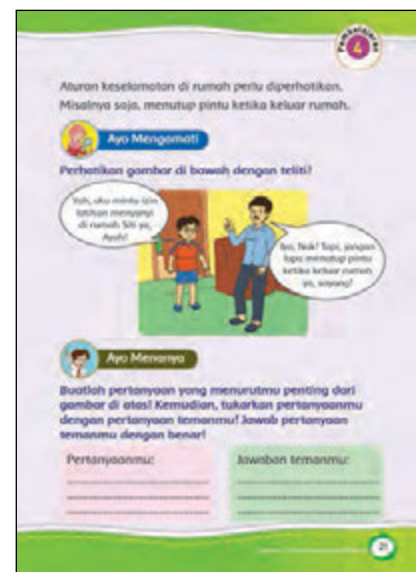 Pembelajaran
4
Aturan keselamatan di rumah perlu diperhatikan.
Misalnya saja, menutup pintu ketika keluar rumah.
Ayo Mengamati
Perhatikan gambar di bawah dengan teliti!
Yah, aku minta izin
latihan menyanyi
di rumah Siti ya,
Ayah!
Iya, Nak! Tapi, jangan
lupa menutup pintu
ketika keluar rumah
ya, sayang!
Ayo Menanya
Buatlah pertanyaan yang menurutmu penting dari
gambar di atas! Kemudian, tukarkan pertanyaanmu
dengan pertanyaan temanmu! Jawab pertanyaan
temanmu dengan benar!
Pertanyaanmu:
Jawaban temanmu:
21